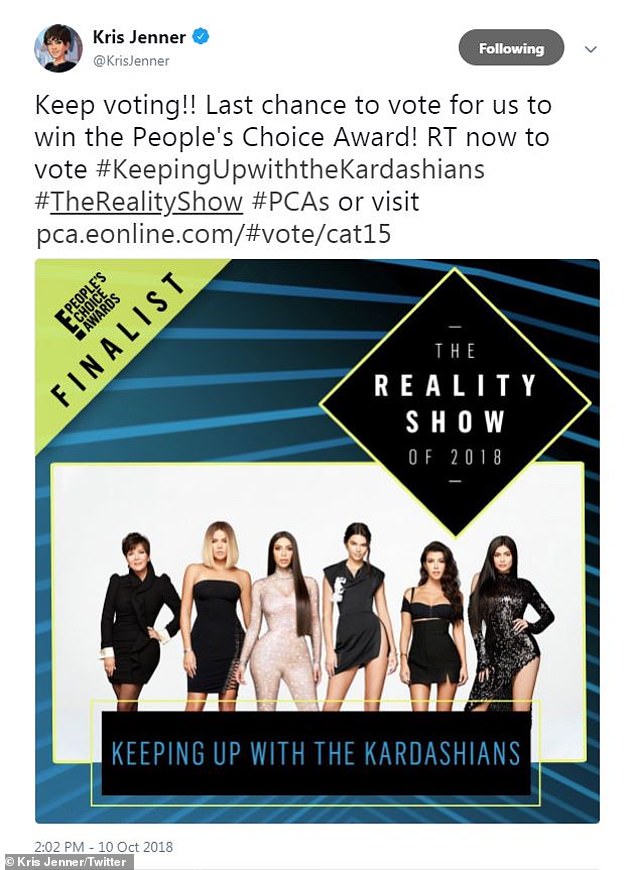 Kris Jenner
@KrisJenner
Following
Keep voting!! Last chance to vote for us to
win the People's Choice Award! RT now to
vote #KeepingUpwiththeKardashians
#TheRealityShow #PCAs or visit
pca.eonline.com/#vote/cat15
E! PEOPLE'S
CHOICE
AWARDS
FINALIST
THE
REALITY
SHOW
OF 2018
KEEPING UP WITH THE KARDASHIANS
2:02 PM - 10 Oct 2018
© Kris Jenner/Twitter